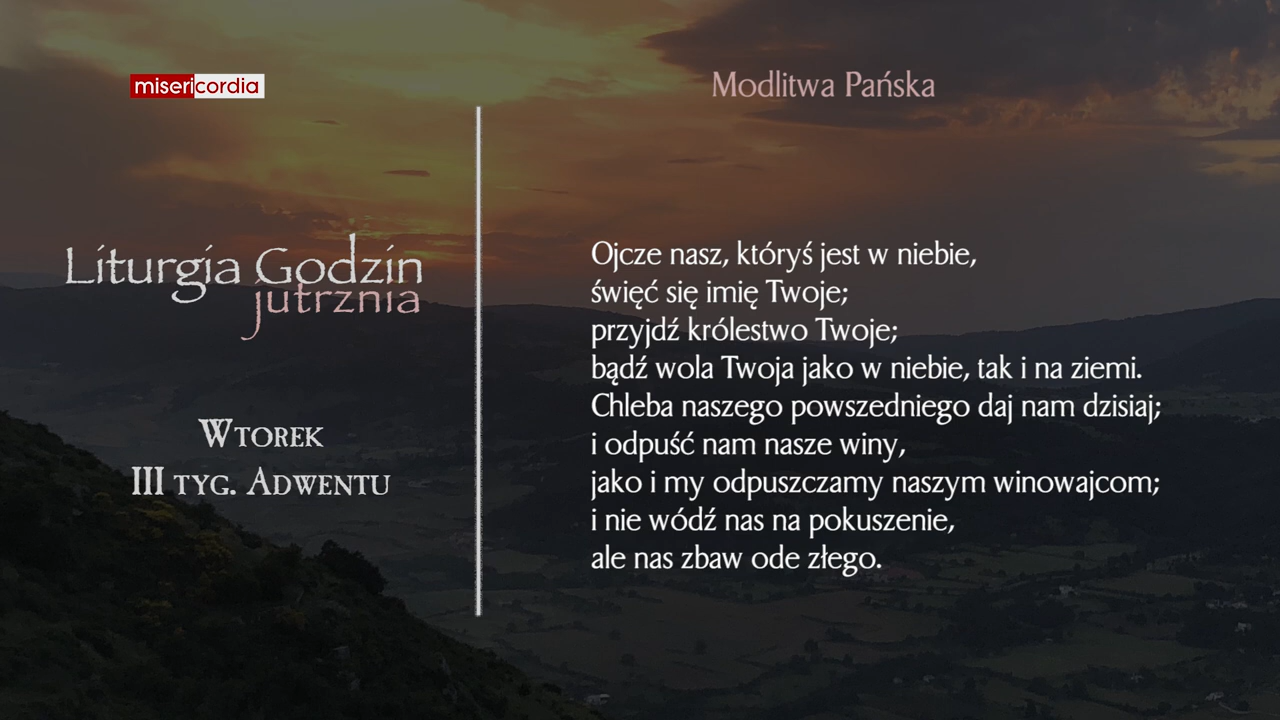 misericordia
Liturgia Godzin
jutrznia
Wtorek
III tyg. Adwentu
Modlitwa Pańska
Ojcze nasz, któryś jest w niebie,
święć się imię Twoje;
przyjdź królestwo Twoje;
bądź wola Twoja jako w niebie, tak i na ziemi.
Chleba naszego powszedniego daj nam dzisiaj;
i odpuść nam nasze winy,
jako i my odpuszczamy naszym winowajcom;
i nie wódź nas na pokuszenie,
ale nas zbaw ode złego.